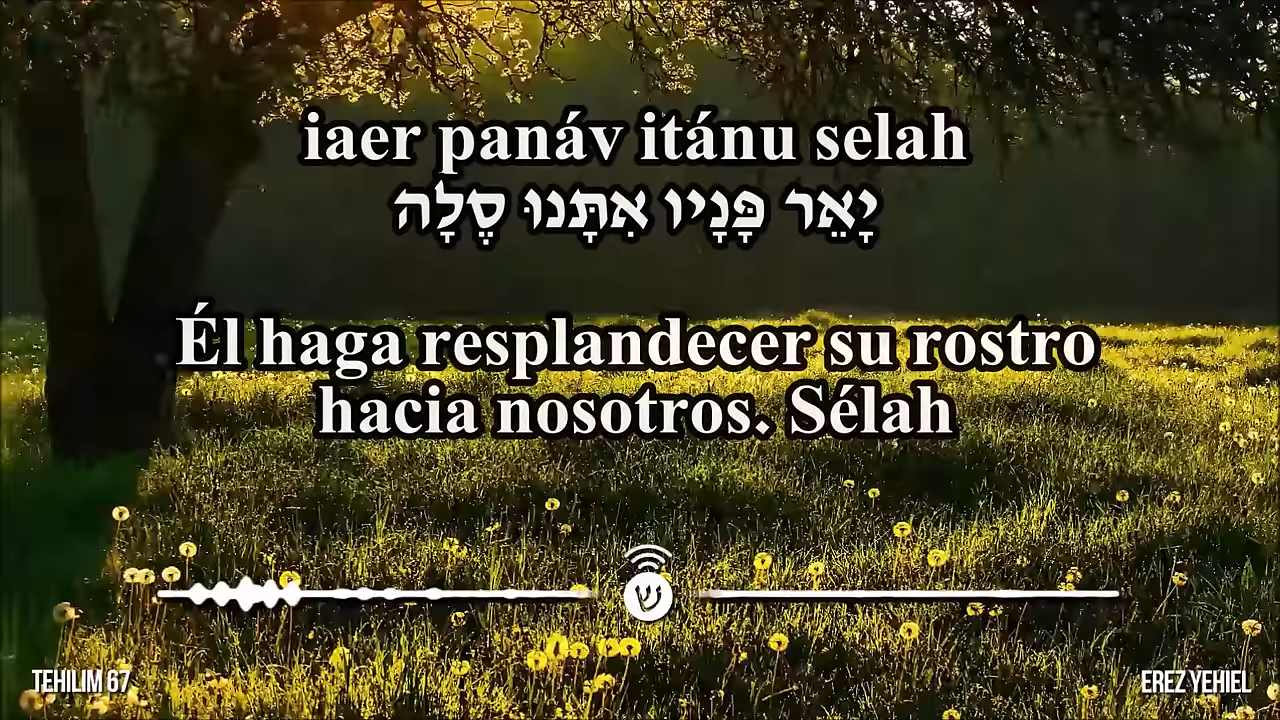 iaer panáv itánu selah
יָאֵר פָּנָיו אִתָּנוּ סֶלָה
Él haga resplandecer su rostro
hacia nosotros. Sélah
ש
TEHILIM 67
EREZ YEHIEL